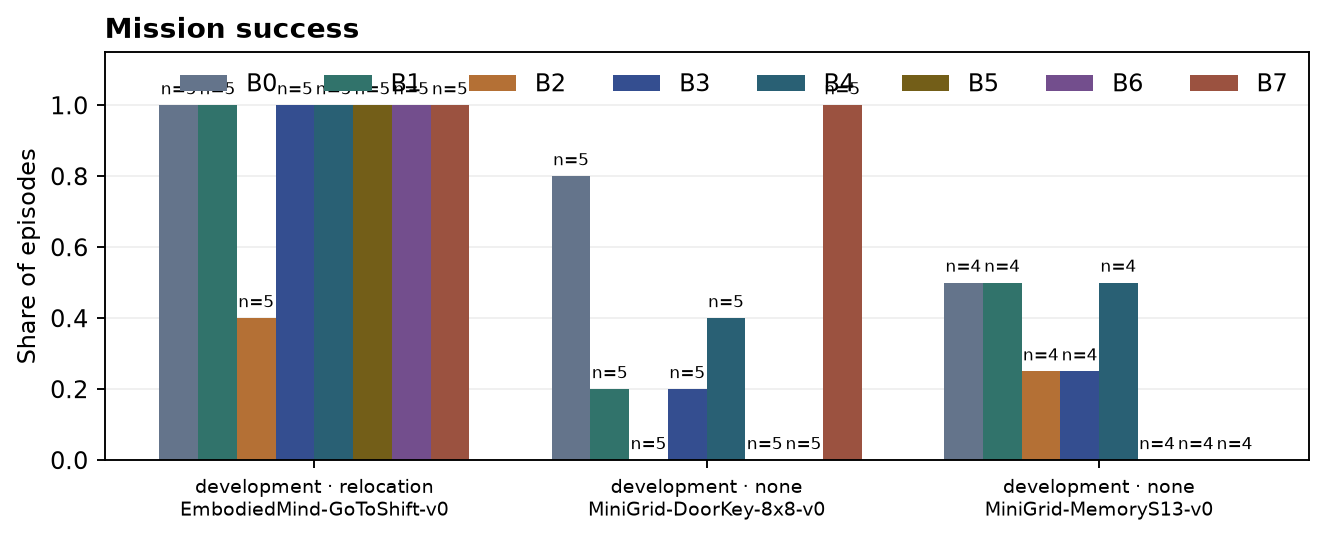 Mission success
B0 B1 B2 B3 B4 B5 B6 B7
n=5 n=5 n=5 n=5 n=5 n=5 n=5 n=5
1.0
n=5
0.8
0.6
n=5 n=5
n=4 n=4 n=4
0.4
n=5 n=5
n=4 n=4
0.2
n=5 n=5 n=5
n=4 n=4 n=4
0.0
Share of episodes
development · relocation
EmbodiedMind-GoToShift-v0
development · none
MiniGrid-DoorKey-8x8-v0
development · none
MiniGrid-MemoryS13-v0